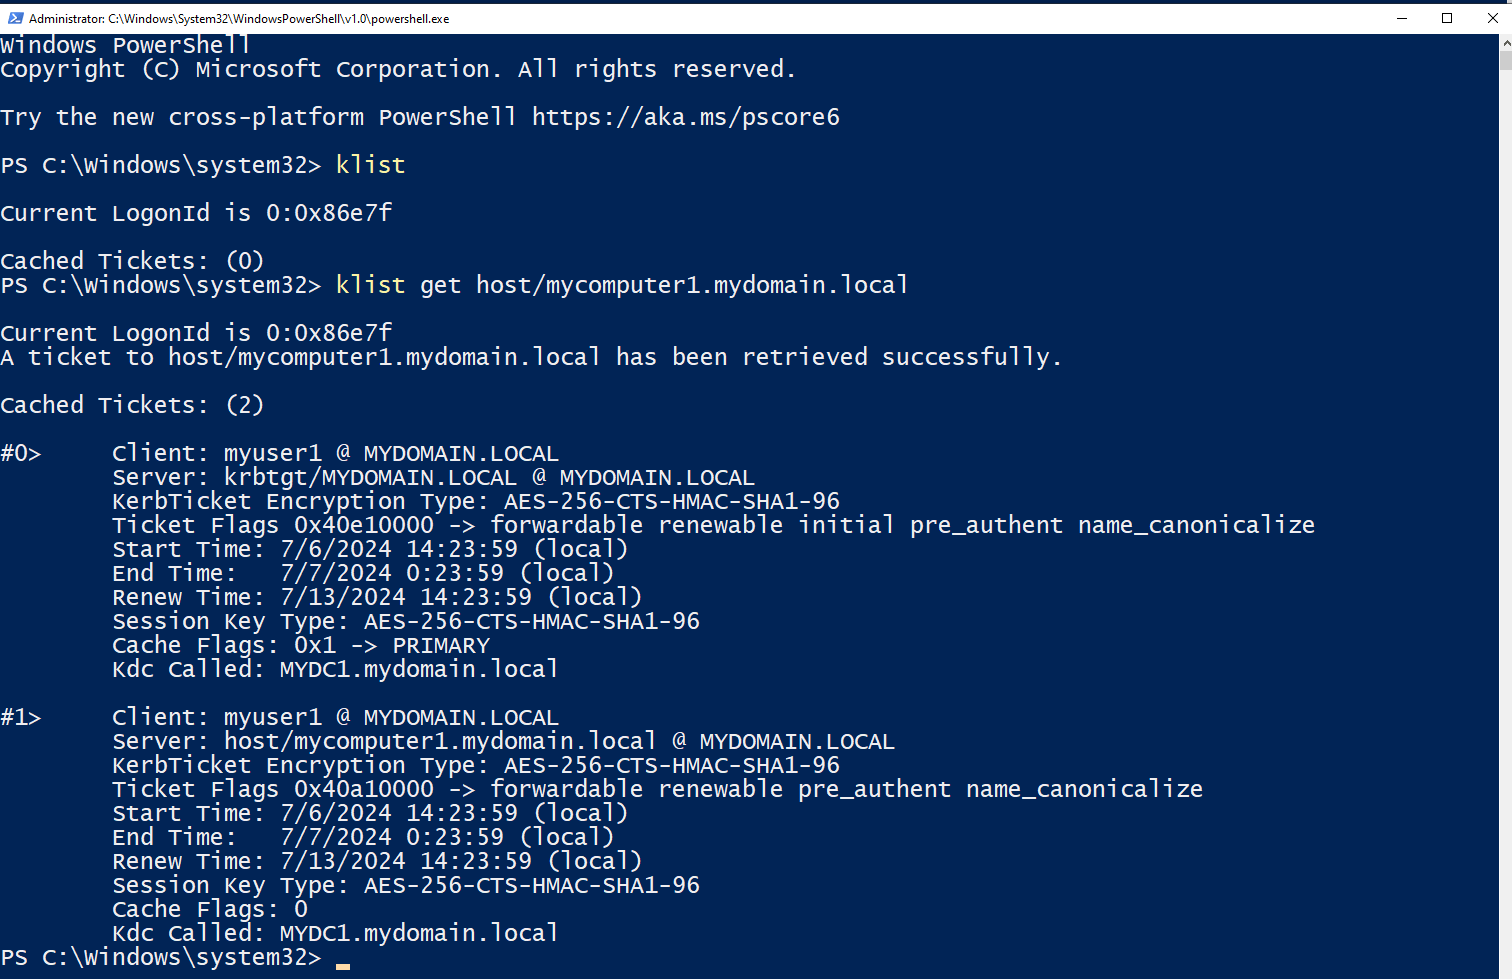 Administrator: C:\Windows\System32\WindowsPowerShell\v1.0\powershell.exe
Windows PowerShell
Copyright (C) Microsoft Corporation. All rights reserved.
Try the new cross-platform PowerShell https://aka.ms/pscore6
PS C:\Windows\system32> klist
Current LogonId is 0:0x86e7f
Cached Tickets: (0)
PS C:\Windows\system32> klist get host/mycomputer1.mydomain.local
Current LogonId is 0:0x86e7f
A ticket to host/mycomputer1.mydomain.local has been retrieved successfully.
Cached Tickets: (2)
#0>     Client: myuser1 @ MYDOMAIN.LOCAL
        Server: krbtgt/MYDOMAIN.LOCAL @ MYDOMAIN.LOCAL
        KerbTicket Encryption Type: AES-256-CTS-HMAC-SHA1-96
        Ticket Flags 0x40e10000 -> forwardable renewable initial pre_authent name_canonicalize
        Start Time: 7/6/2024 14:23:59 (local)
        End Time:   7/7/2024 0:23:59 (local)
        Renew Time: 7/13/2024 14:23:59 (local)
        Session Key Type: AES-256-CTS-HMAC-SHA1-96
        Cache Flags: 0x1 -> PRIMARY
        Kdc Called: MYDC1.mydomain.local
#1>     Client: myuser1 @ MYDOMAIN.LOCAL
        Server: host/mycomputer1.mydomain.local @ MYDOMAIN.LOCAL
        KerbTicket Encryption Type: AES-256-CTS-HMAC-SHA1-96
        Ticket Flags 0x40a10000 -> forwardable renewable pre_authent name_canonicalize
        Start Time: 7/6/2024 14:23:59 (local)
        End Time:   7/7/2024 0:23:59 (local)
        Renew Time: 7/13/2024 14:23:59 (local)
        Session Key Type: AES-256-CTS-HMAC-SHA1-96
        Cache Flags: 0
        Kdc Called: MYDC1.mydomain.local
PS C:\Windows\system32>